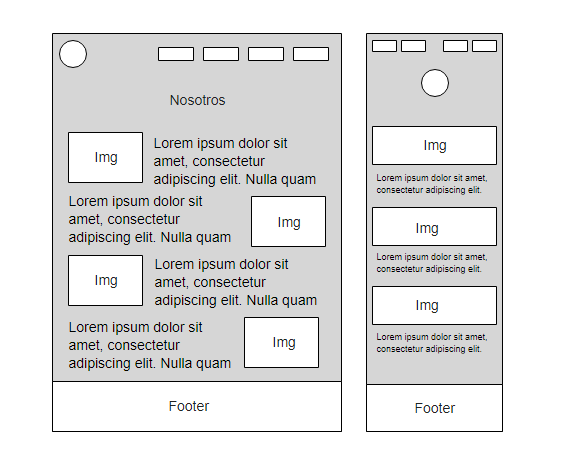 Nosotros
Img
Lorem ipsum dolor sit
amet, consectetur
adipiscing elit. Nulla quam
Lorem ipsum dolor sit
amet, consectetur
adipiscing elit. Nulla quam
Img
Img
Lorem ipsum dolor sit
amet, consectetur
adipiscing elit. Nulla quam
Lorem ipsum dolor sit
amet, consectetur
adipiscing elit. Nulla quam
Img
Footer
Img
Lorem ipsum dolor sit amet,
consectetur adipiscing elit.
Img
Lorem ipsum dolor sit amet,
consectetur adipiscing elit.
Img
Lorem ipsum dolor sit amet,
consectetur adipiscing elit.
Footer